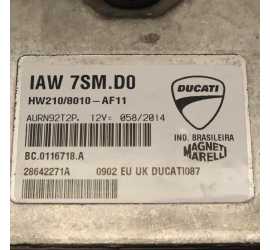 IAW 7SM.D0
HW210/8010-AF11
DUCATI
AURN92T2P. 12V= 058/2014
IND. BRASILEIRA
BC.0116718.A
MAGNETI
MARELLI
28642271A 0902 EU UK DUCATI087